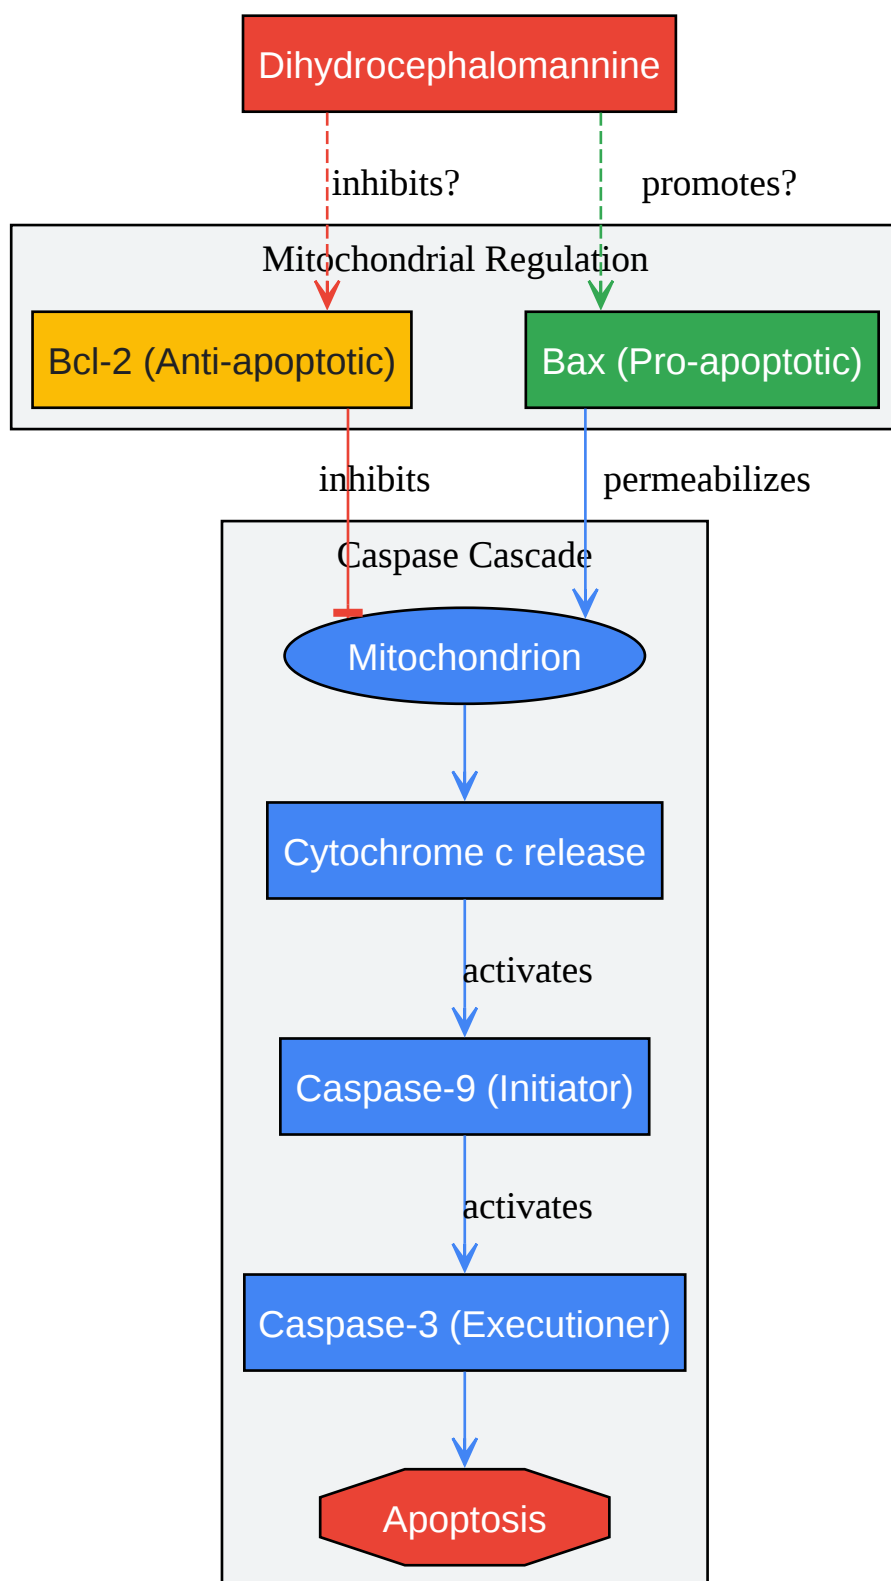 Dihydrocephalomannine
inhibits?
promotes?
Mitochondrial Regulation
Bcl-2 (Anti-apoptotic)
Bax (Pro-apoptotic)
inhibits
permeabilizes
Caspase Cascade
Mitochondrion
Cytochrome c release
activates
Caspase-9 (Initiator)
activates
Caspase-3 (Executioner)
Apoptosis